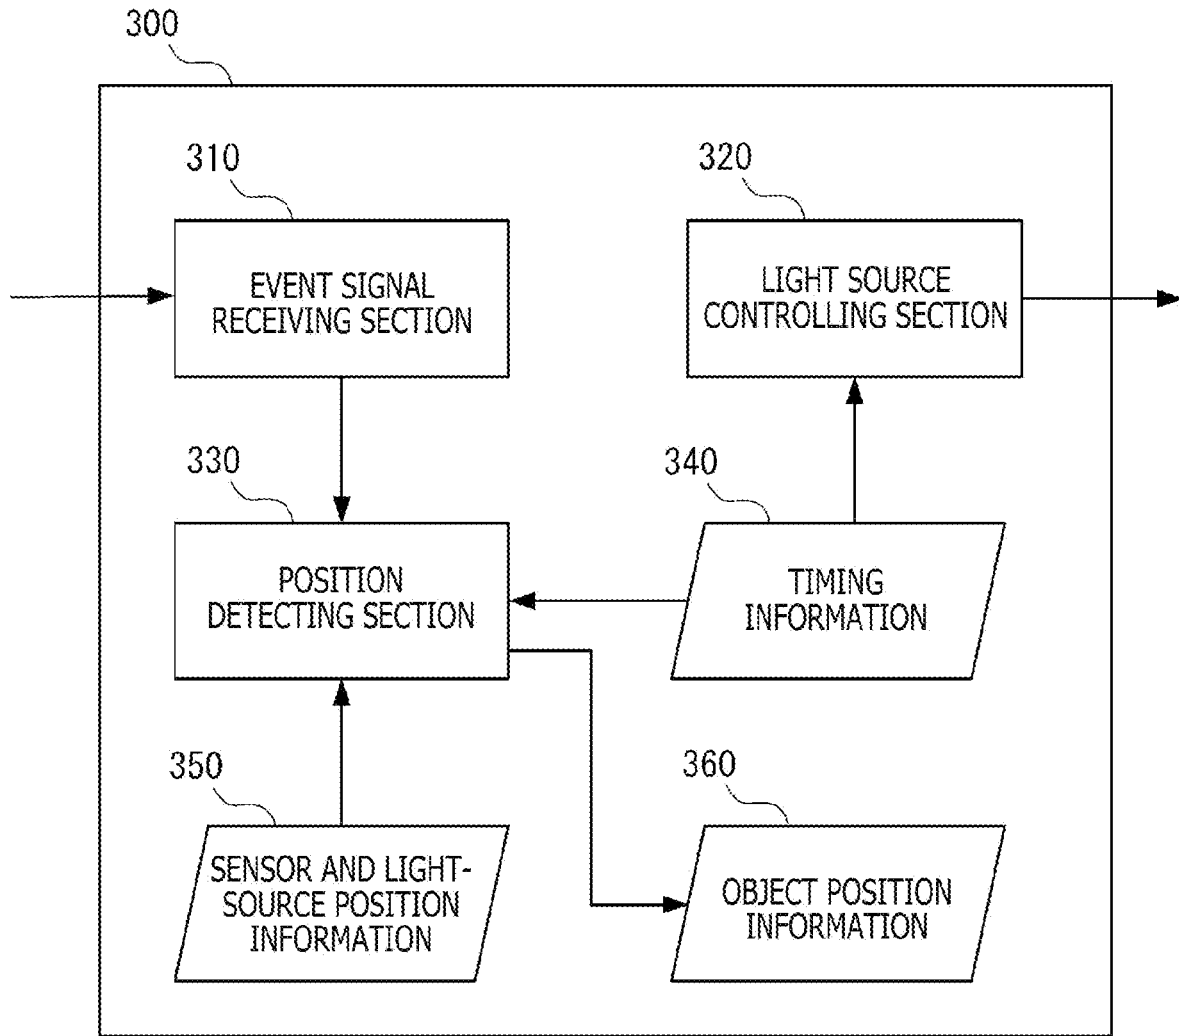 300
310
320
EVENT SIGNAL
RECEIVING SECTION
LIGHT SOURCE
CONTROLLING SECTION
330
340
POSITION
DETECTING SECTION
TIMING
INFORMATION
350
360
SENSOR AND LIGHT-
SOURCE POSITION
INFORMATION
OBJECT POSITION
INFORMATION